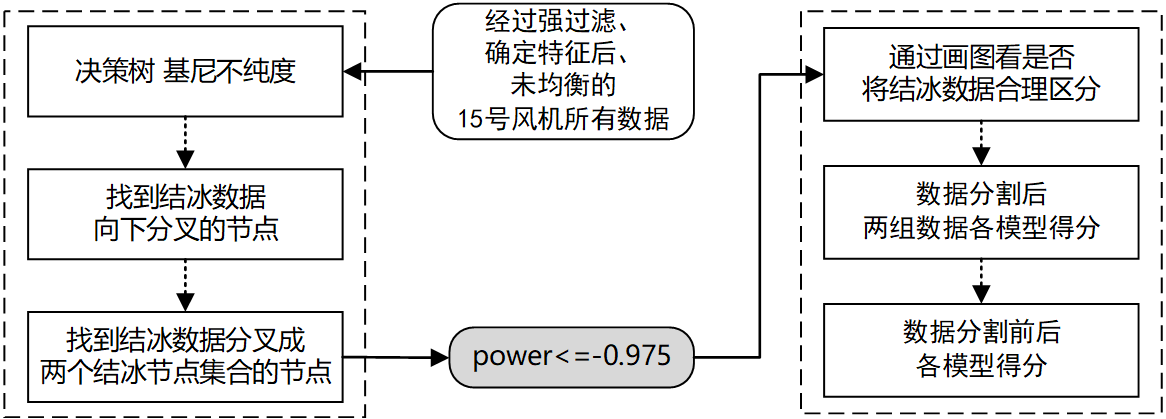 经过强过滤、
确定特征后、
未均衡的
15号风机所有数据
决策树 基尼不纯度
找到结冰数据
向下分叉的节点
找到结冰数据分叉成
两个结冰节点集合的节点
power<=-0.975
通过画图看是否
将结冰数据合理区分
数据分割后
两组数据各模型得分
数据分割前后
各模型得分